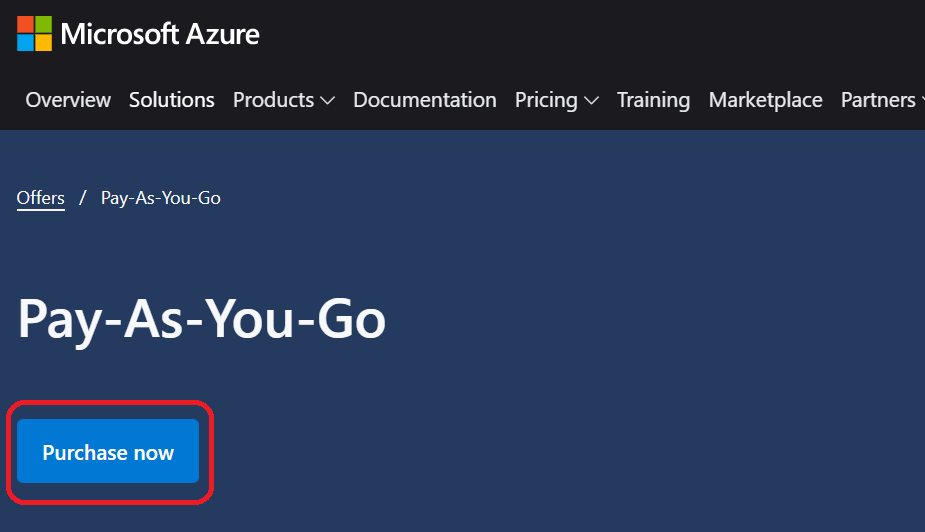 Microsoft Azure
Overview Solutions Products Documentation Pricing Training Marketplace Partners
Offers / Pay-As-You-Go
Pay-As-You-Go
Purchase now